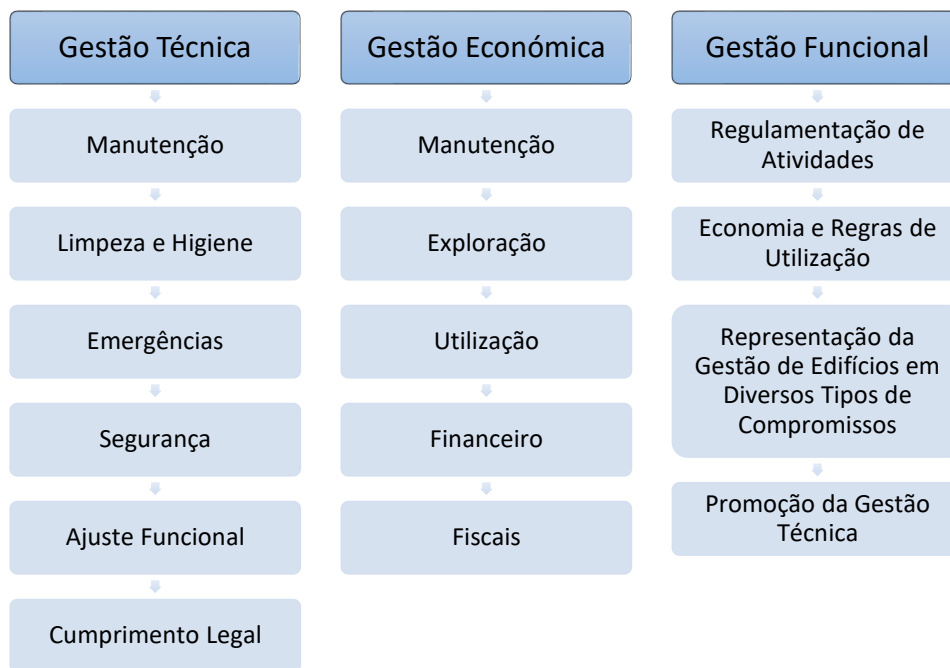 Gestão Técnica
Manutenção
Limpeza e Higiene
Emergências
Segurança
Ajuste Funcional
Cumprimento Legal
Gestão Económica
Manutenção
Exploração
Utilização
Financeiro
Fiscais
Gestão Funcional
Regulamentação de
Atividades
Economia e Regras de
Utilização
Representação da
Gestão de Edifícios em
Diversos Tipos de
Compromissos
Promoção da Gestão
Técnica